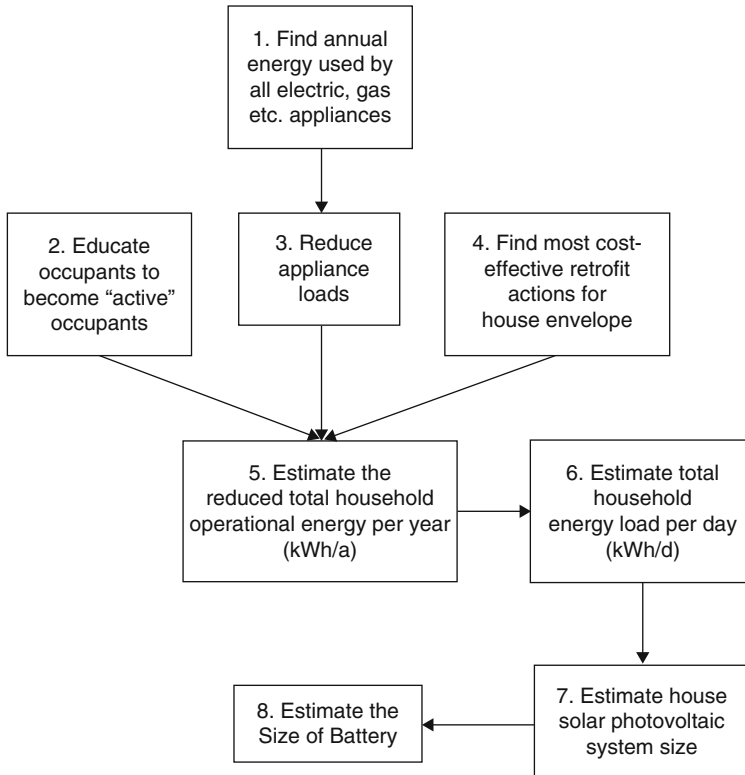 1. Find annual
energy used by
all electric, gas
etc. appliances
2. Educate
occupants to
become “active”
occupants
3. Reduce
appliance
loads
4. Find most cost-
effective retrofit
actions for
house envelope
5. Estimate the
reduced total household
operational energy per year
(kWh/a)
6. Estimate total
household
energy load per day
(kWh/d)
7. Estimate house
solar photovoltaic
system size
8. Estimate the
Size of Battery